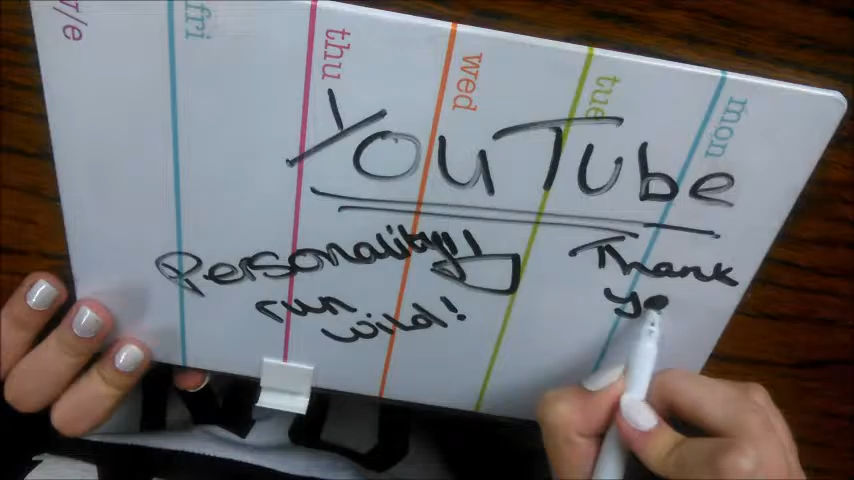 w/e
fri
thu
wed
tue
mon
YouTube
Personality!!
run
wild!
Thank
yo